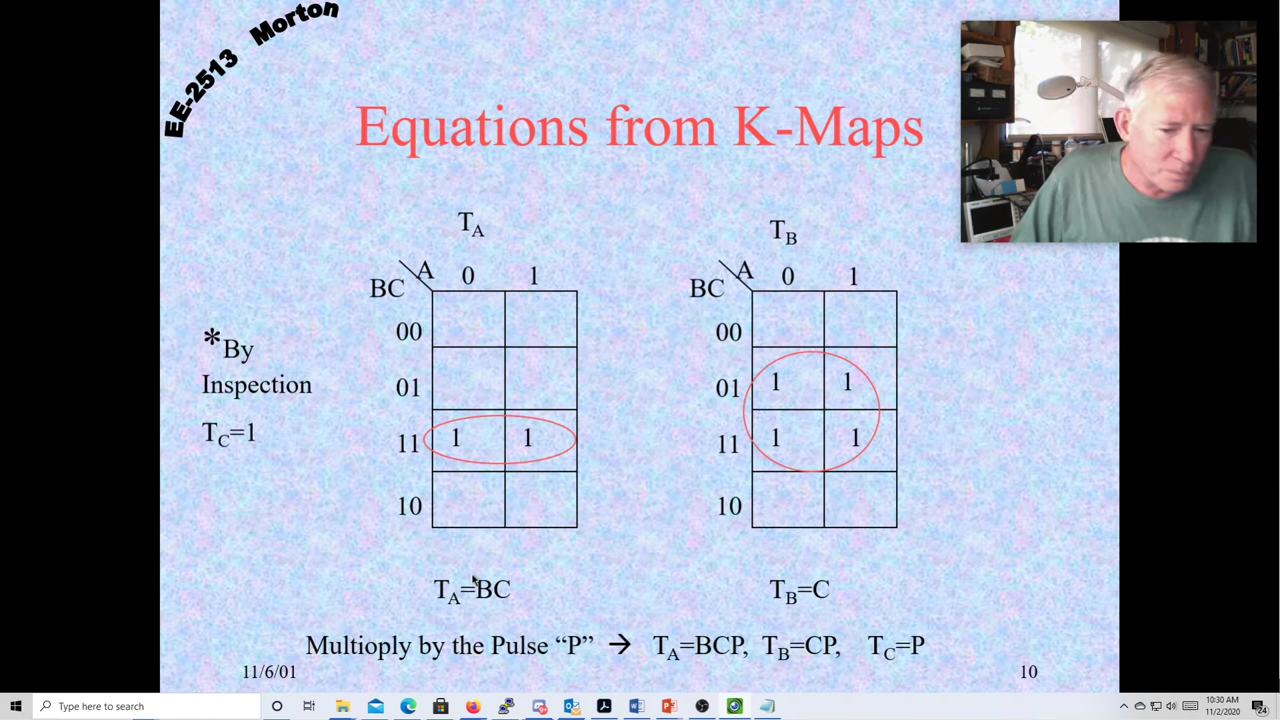 EE-2513 Morton
Equations from K-Maps
TA TB
A 0 1 A 0 1
BC BC
00 00
*By
Inspection
01 1 1 01
TC=1
11 1 1 11 1 1
10 10
TA=BC TB=C
Multioply by the Pulse “P” → TA=BCP, TB=CP, TC=P
11/6/01 10
Type here to search
10:30 AM
11/2/2020
24